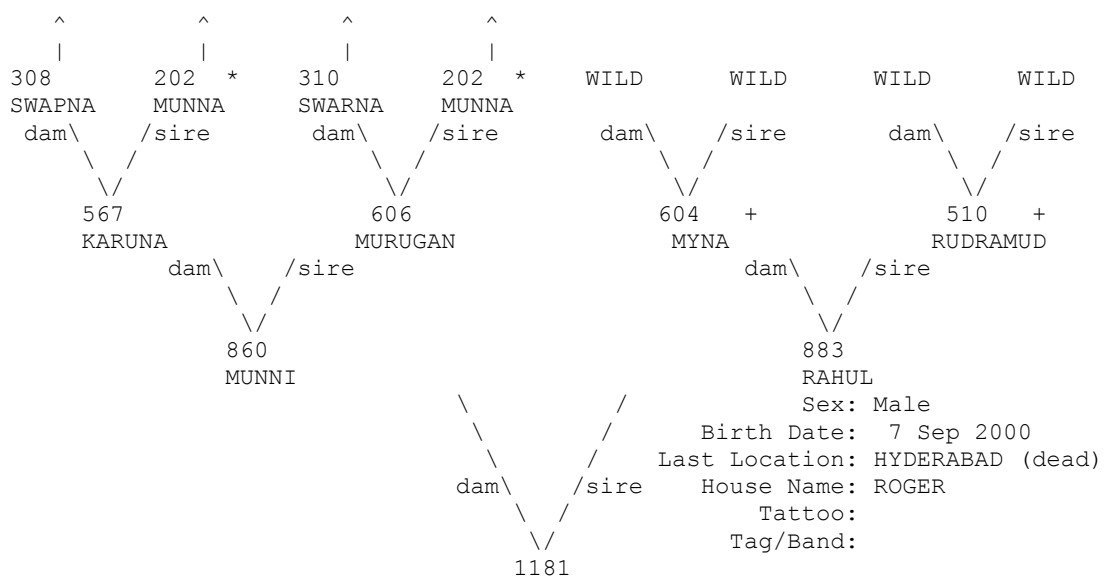 ^ ^ ^ ^
| | | |
308 202 * 310 202 * WILD WILD WILD WILD
SWAPNA MUNNA SWARNA MUNNA
dam\ /sire dam\ /sire dam\ /sire dam\ /sire
\ / \ / \ / \ /
\/ \/ \/ \/
567 606 604 + 510 +
KARUNA MURUGAN MYNA RUDRAMUD
dam\ /sire dam\ /sire
\ / \ /
\/ \/
860 883
MUNNI RAHUL
\ / Sex: Male
\ / Birth Date: 7 Sep 2000
\ / Last Location: HYDERABAD (dead)
dam\ /sire House Name: ROGER
\ / Tattoo:
\/ Tag/Band:
1181